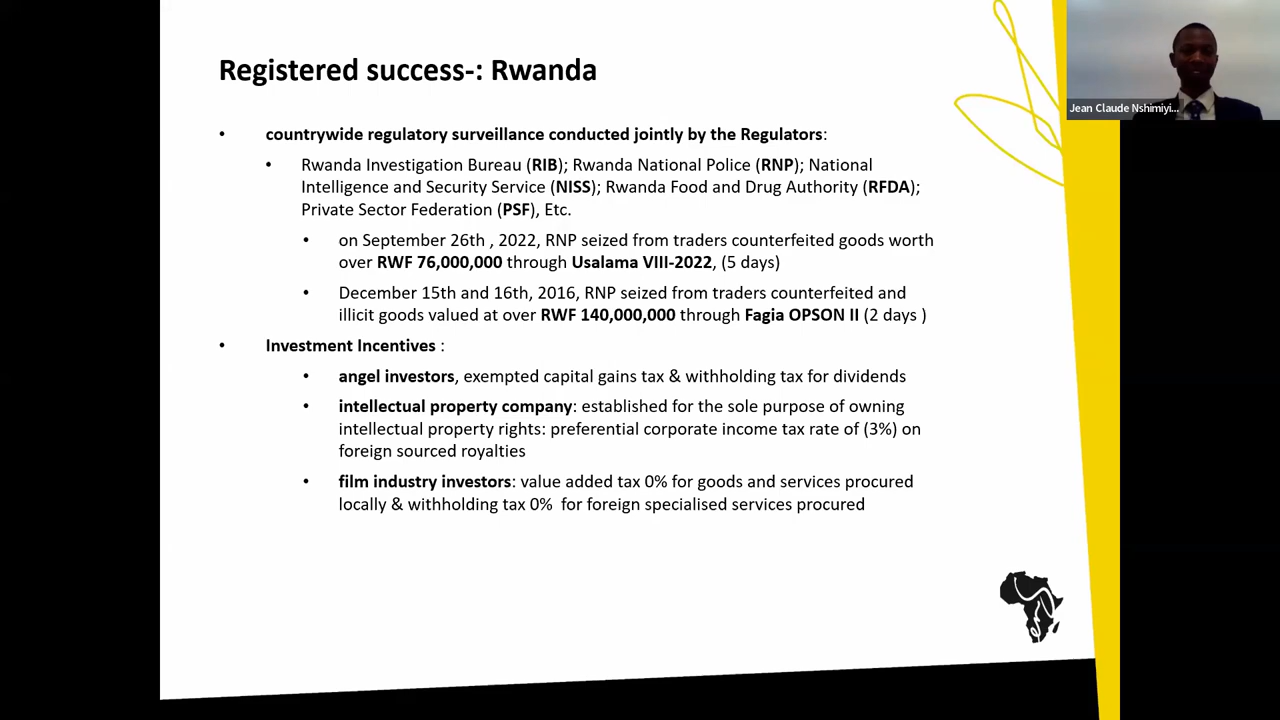 Registered success-: Rwanda
Jean Claude Nshimiyi...
• countrywide regulatory surveillance conducted jointly by the Regulators:
• Rwanda Investigation Bureau (RIB); Rwanda National Police (RNP); National
Intelligence and Security Service (NISS); Rwanda Food and Drug Authority (RFDA);
Private Sector Federation (PSF), Etc.
• on September 26th , 2022, RNP seized from traders counterfeited goods worth
over RWF 76,000,000 through Usalama VIII-2022, (5 days)
• December 15th and 16th, 2016, RNP seized from traders counterfeited and
illicit goods valued at over RWF 140,000,000 through Fagia OPSON II (2 days )
• Investment Incentives :
• angel investors, exempted capital gains tax & withholding tax for dividends
• intellectual property company: established for the sole purpose of owning
intellectual property rights: preferential corporate income tax rate of (3%) on
foreign sourced royalties
• film industry investors: value added tax 0% for goods and services procured
locally & withholding tax 0%  for foreign specialised services procured